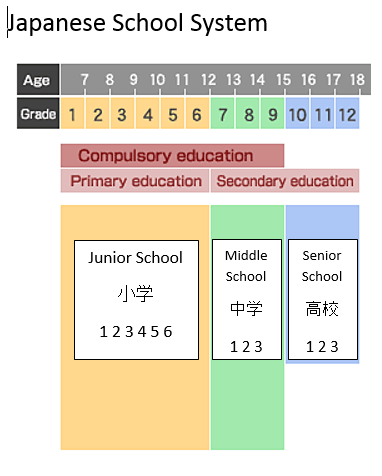 Japanese School System
Age 7 8 9 10 11 12 13 14 15 16 17 18
Grade 1 2 3 4 5 6 7 8 9 10 11 12
Compulsory education
Primary education Secondary education
Junior School
小学
1 2 3 4 5 6
Middle
School
中学
1 2 3
Senior
School
高校
1 2 3